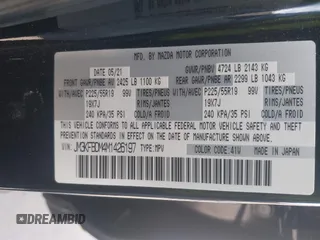 MFD. BY MAZDA MOTOR CORPORATION
DATE 05/21 GVWR/PNBV 4724 LB 2143 KG
FRONT GAWR/PNBE AV 2425 LB 1100 KG REAR GAWR/PNBE AR 2299 LB 1043 KG
WITH/AVEC P225/55R19 99V TIRES/PNEUS WITH/AVEC P225/55R19 99V TIRES/PNEUS
19X7J RIMS/JANTES 19X7J RIMS/JANTES
240 KPA/35 PSI COLD/A FROID 240 KPA/35 PSI COLD/A FROID
THIS VEHICLE CONFORMS TO ALL APPLICABLE FEDERAL MOTOR
VEHICLE SAFETY, BUMPER, AND THEFT PREVENTION STANDARDS IN
EFFECT ON THE DATE OF MANUFACTURE SHOWN ABOVE.
VIN: JM3KFBDM4M1426197 TYPE:MPV
COLOR:41V MADE IN JAPAN
DREAMBID